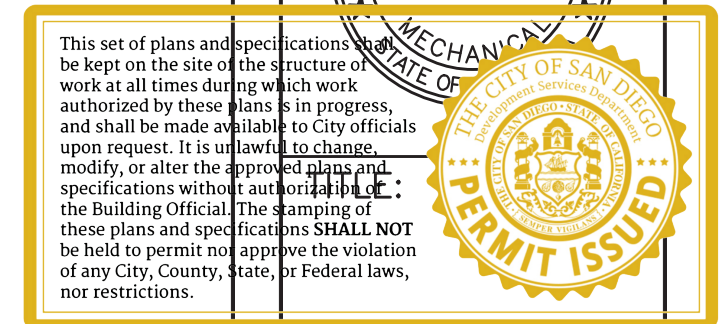 This set of plans and specifications shall
be kept on the site of the structure of
work at all times during which work
authorized by these plans is in progress,
and shall be made available to City officials
upon request. It is unlawful to change,
modify, or alter the approved plans and
specifications without authorization of
the Building Official. The stamping of
these plans and specifications SHALL NOT
be held to permit nor approve the violation
of any City, County, State, or Federal laws,
nor restrictions.
MECHANICAL
STATE OF
TITLE:
THE CITY OF SAN DIEGO
Development Services Department
THE CITY OF SAN DIEGO • STATE OF CALIFORNIA
SEMPER VIGILANS
PERMIT ISSUED